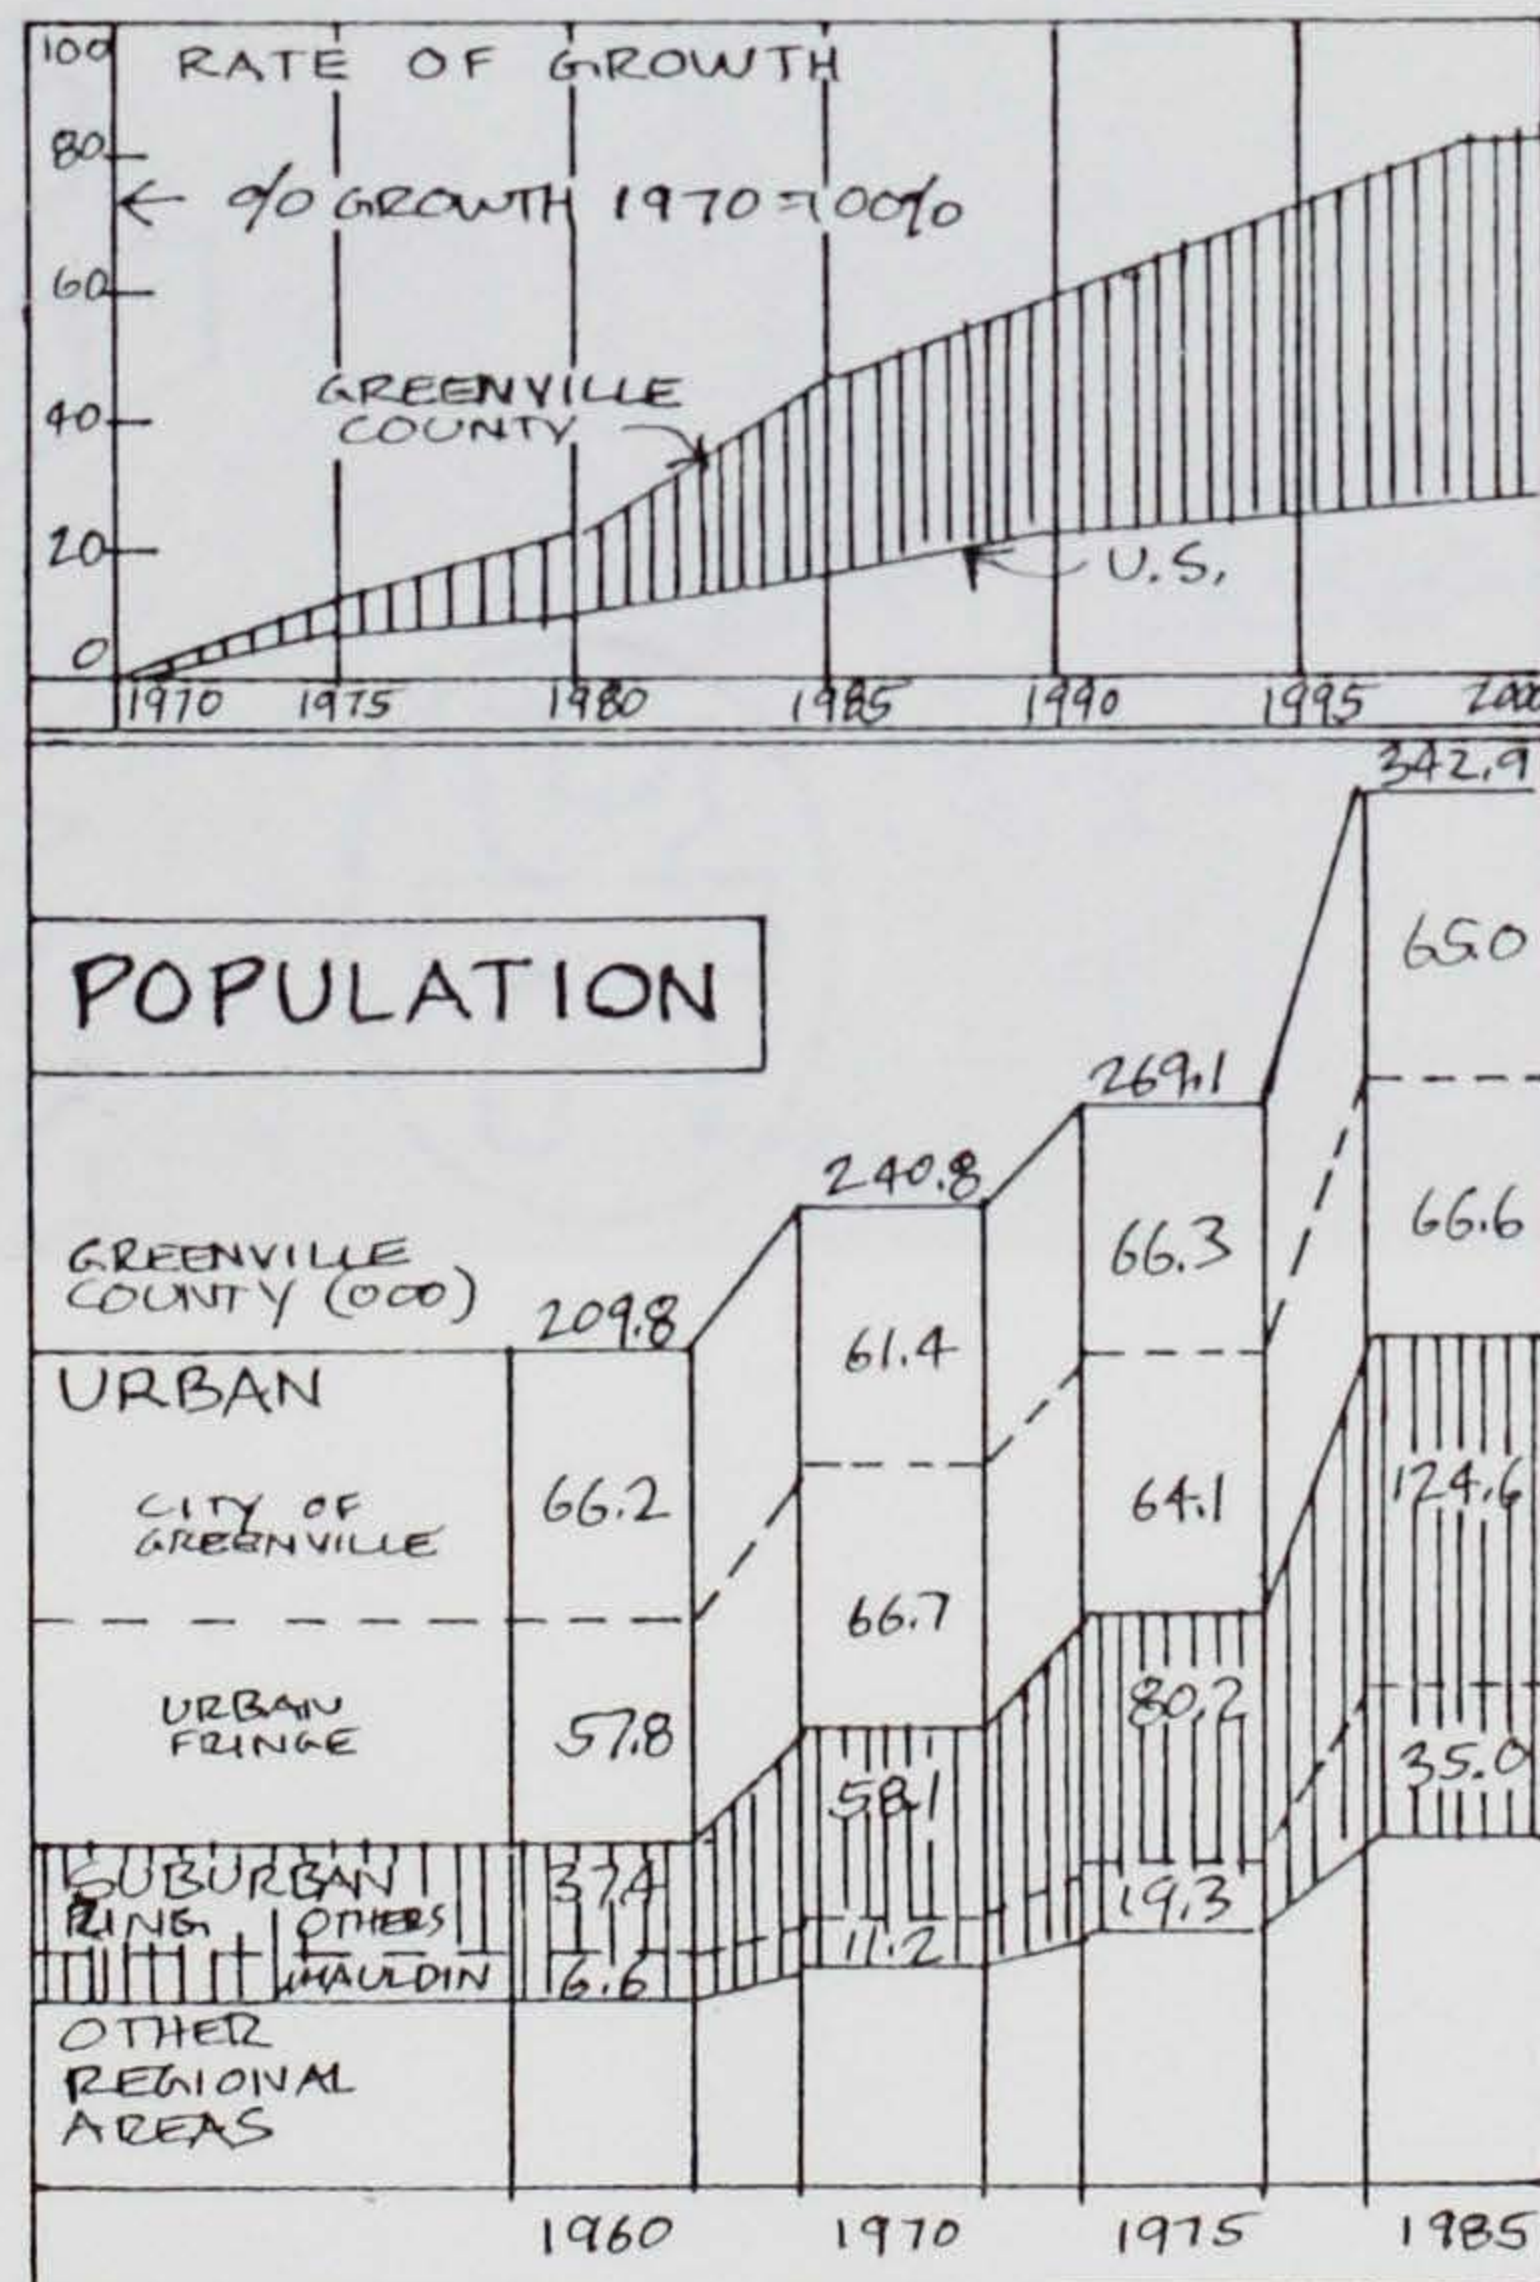 100 RATE OF GROWTH
80
← % GROWTH 1970=100%
60
GREENVILLE
COUNTY
40
20
U.S.
0
1970 1975 1980 1985 1990 1995 2000
342.9
65.0
POPULATION
269.1
240.8
66.3
66.6
GREENVILLE
COUNTY (000)
209.8
61.4
URBAN
CITY OF
GREENVILLE
66.2
64.1
124.6
66.7
URBAN
FRINGE
57.8
80.2
58.1
35.0
SUBURBAN
RING OTHERS
37.4
19.3
11.2
MAULDIN
6.6
OTHER
REGIONAL
AREAS
1960 1970 1975 1985